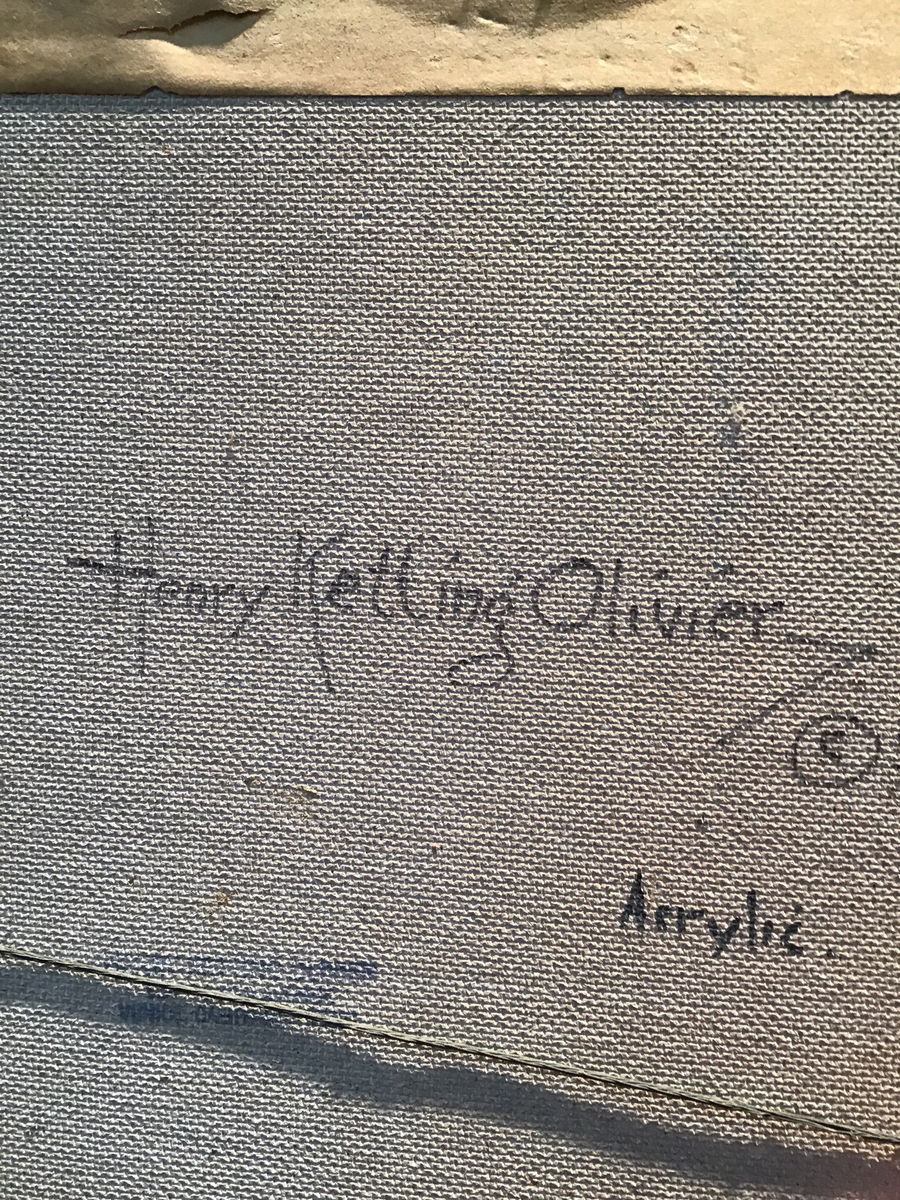 Henry Ketting Olivier
©
Acrylic.